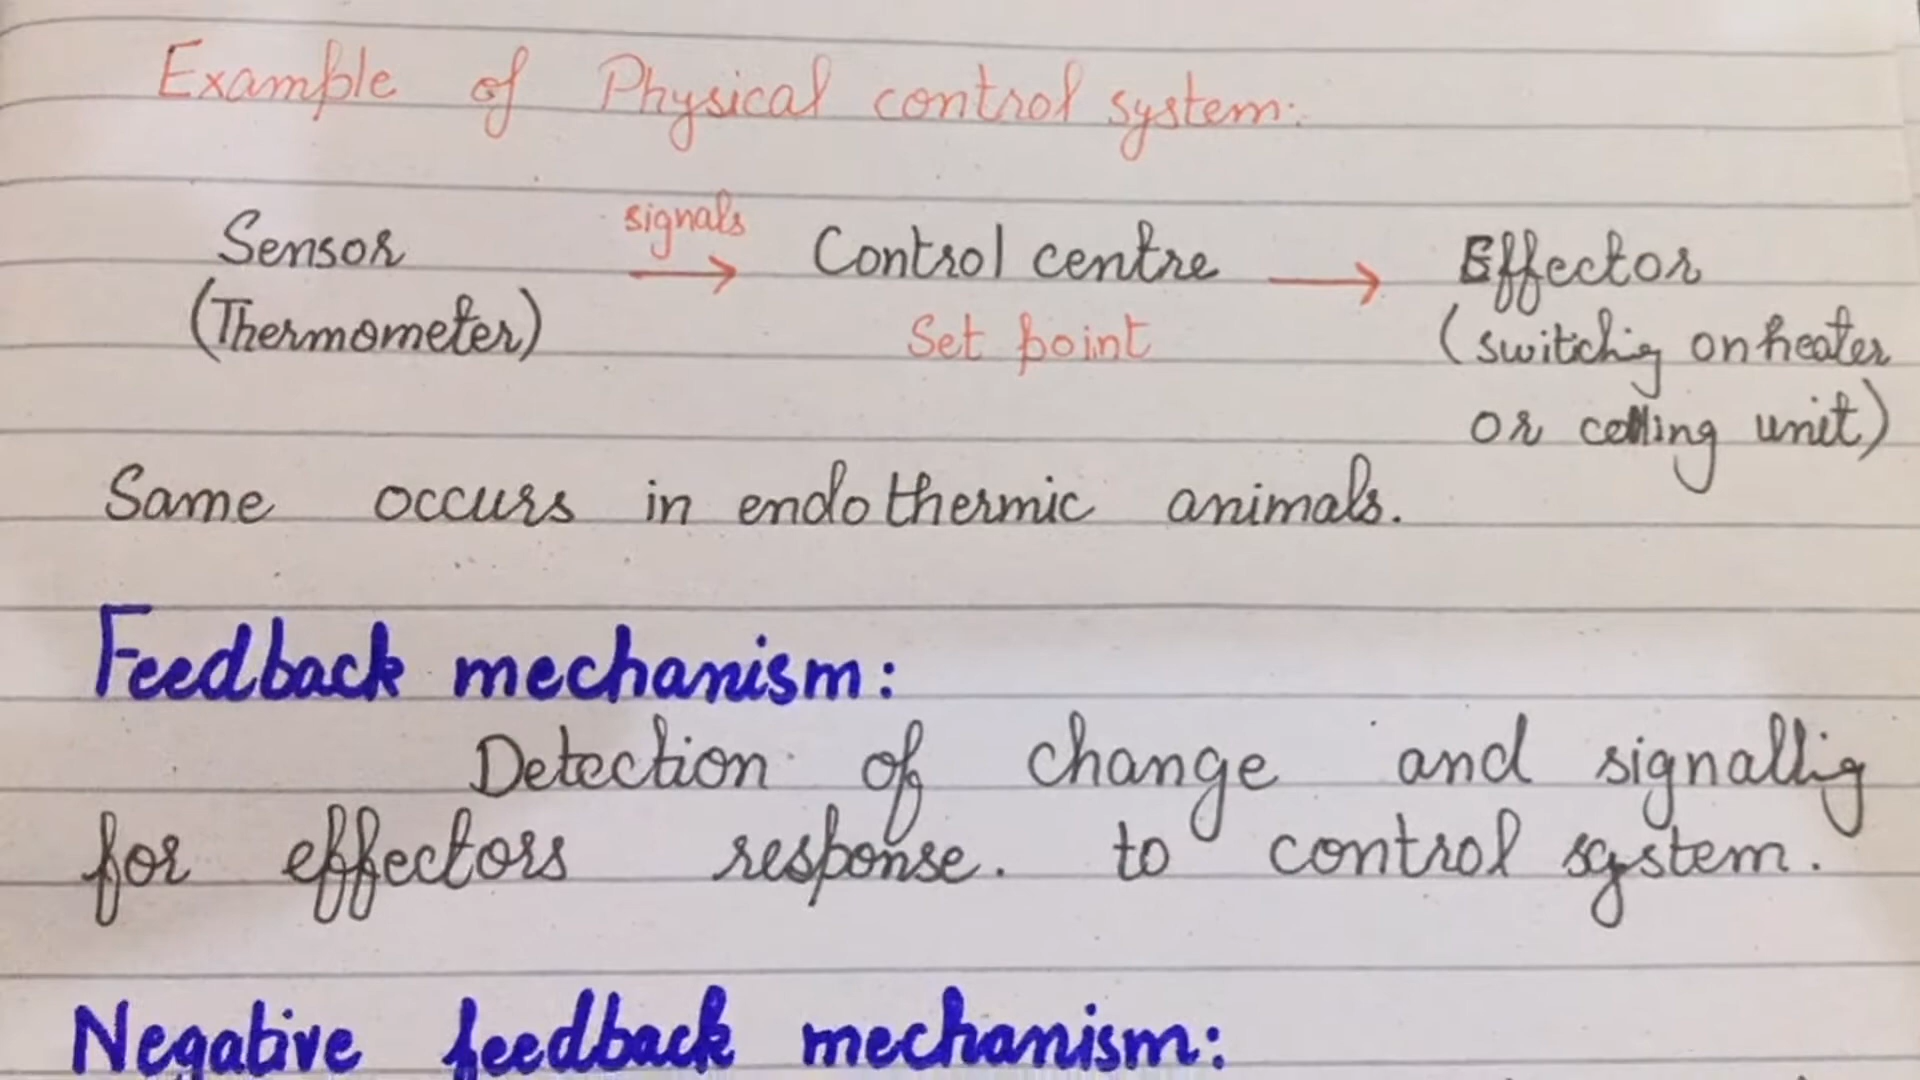 Example of Physical control system:
Sensor signals → Control centre → Effector
(Thermometer) Set point (switching on heater
or colling unit)
Same occurs in endothermic animals.
Feedback mechanism:
Detection of change and signallig
for effectors response. to control system.
Negative feedback mechanism: